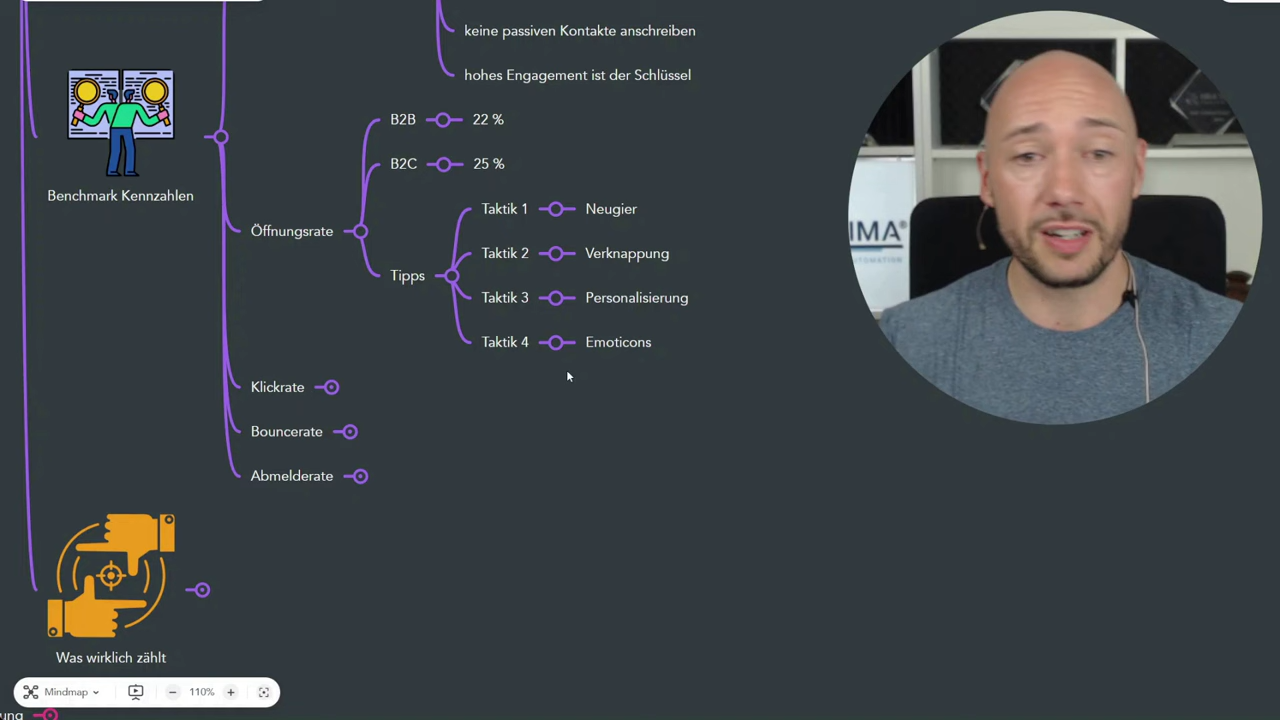 keine passiven Kontakte anschreiben
hohes Engagement ist der Schlüssel
Benchmark Kennzahlen
Öffnungsrate
B2B 22 %
B2C 25 %
Tipps
Taktik 1 Neugier
Taktik 2 Verknappung
Taktik 3 Personalisierung
Taktik 4 Emoticons
Klickrate
Bouncerate
Abmelderate
Was wirklich zählt
Mindmap
110%
IMA®